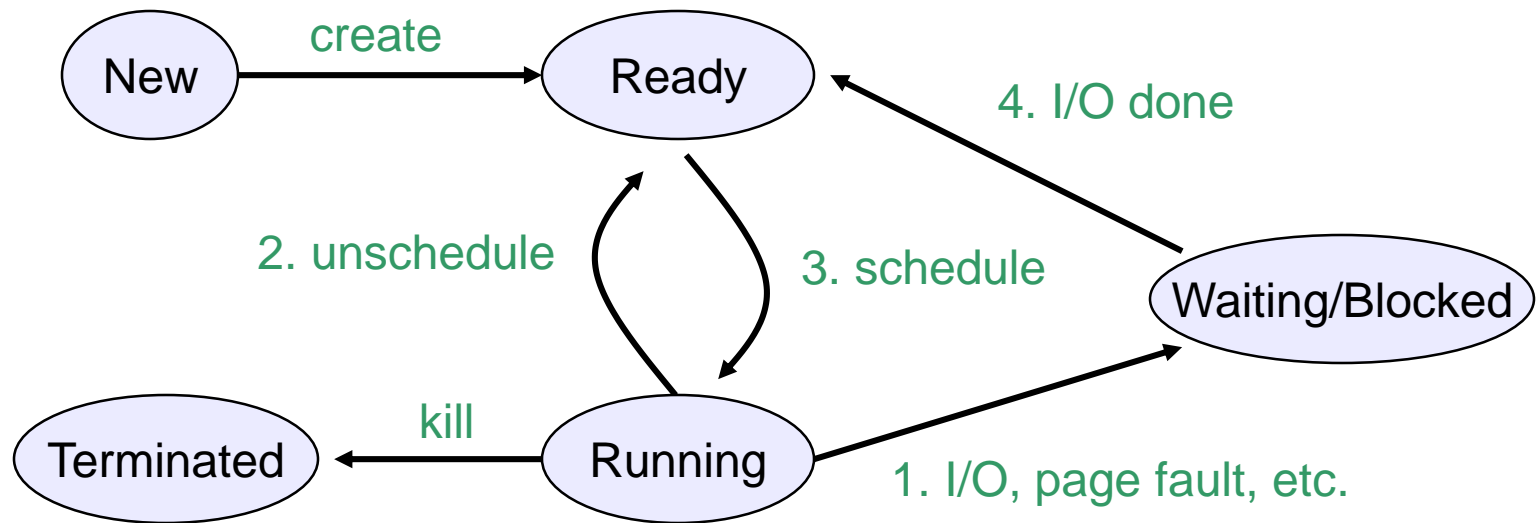 create
New
Ready
4. I/O done
2. unschedule
3. schedule
Waiting/Blocked
kill
Terminated
Running
1. I/O, page fault, etc.